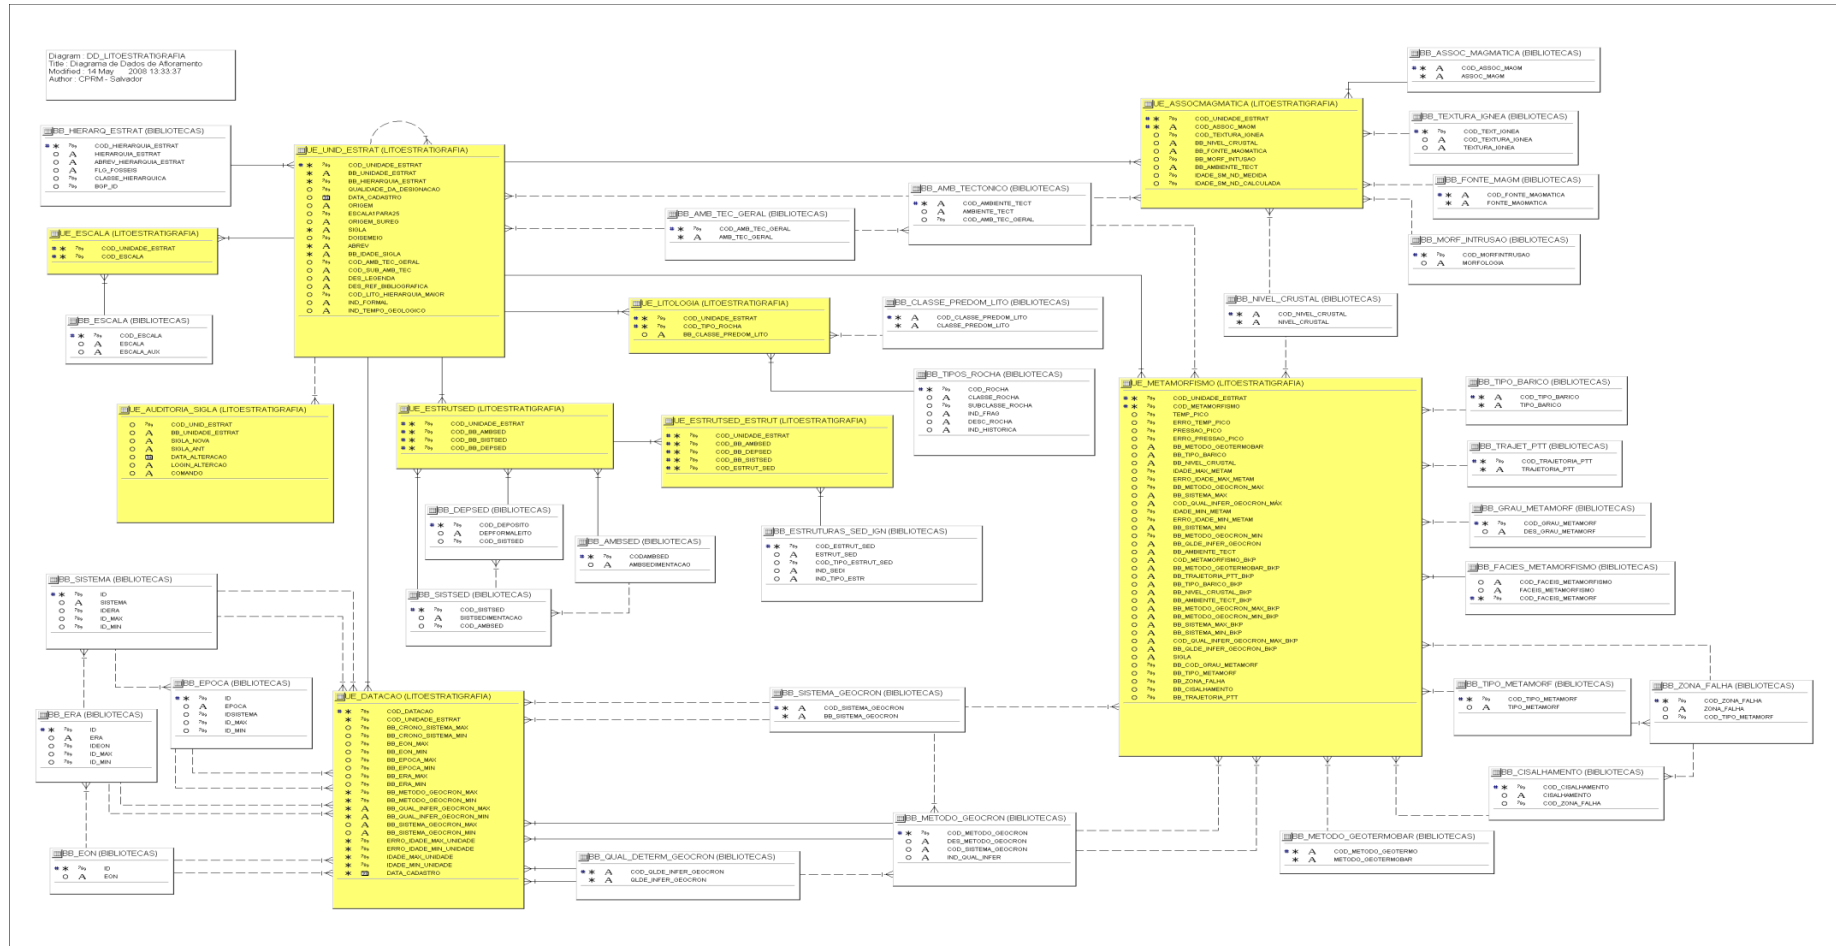 Diagram : DD_LITOESTRATIGRAFIA
Title : Diagrama de Dados de Afloramento
Modified : 14 May 2008 13:33:37
Author : CPRM - Salvador
BB_HIERARQ_ESTRAT (BIBLIOTECAS)
COD_HIERARQUIA_ESTRAT
HIERARQUIA_ESTRAT
ABREV_HIERARQUIA_ESTRAT
FLG_FOSSEIS
CLASSE_HIERARQUICA
BGP_ID
UE_ESCALA (LITOESTRATIGRAFIA)
COD_UNIDADE_ESTRAT
COD_ESCALA
BB_ESCALA (BIBLIOTECAS)
COD_ESCALA
ESCALA
ESCALA_AUX
UE_UNID_ESTRAT (LITOESTRATIGRAFIA)
COD_UNIDADE_ESTRAT
BB_UNIDADE_ESTRAT
BB_HIERARQUIA_ESTRAT
QUALIDADE_DA_DESIGNACAO
DATA_CADASTRO
ORIGEM
ESCALA1PARA25
ORIGEM_SUREG
SIGLA
DOISEMEIO
ABREV
BB_IDADE_SIGLA
COD_AMB_TEC_GERAL
COD_SUB_AMB_TEC
DES_LEGENDA
DES_REF_BIBLIOGRAFICA
COD_LITO_HIERARQUIA_MAIOR
IND_FORMAL
IND_TEMPO_GEOLOGICO
UE_AUDITORIA_SIGLA (LITOESTRATIGRAFIA)
COD_UNID_ESTRAT
BB_UNIDADE_ESTRAT
SIGLA_NOVA
SIGLA_ANT
DATA_ALTERACAO
LOGIN_ALTERCAO
COMANDO
UE_ESTRUTSED (LITOESTRATIGRAFIA)
COD_UNIDADE_ESTRAT
COD_BB_AMBSED
COD_BB_SISTSED
COD_BB_DEPSED
UE_ESTRUTSED_ESTRUT (LITOESTRATIGRAFIA)
COD_UNIDADE_ESTRAT
COD_BB_AMBSED
COD_BB_DEPSED
COD_BB_SISTSED
COD_ESTRUT_SED
BB_DEPSED (BIBLIOTECAS)
COD_DEPOSITO
DEPFORMALEITO
COD_SISTSED
BB_AMBSED (BIBLIOTECAS)
CODAMBSED
AMBSEDIMENTACAO
BB_SISTSED (BIBLIOTECAS)
COD_SISTSED
SISTSEDIMENTACAO
COD_AMBSED
BB_ESTRUTURAS_SED_IGN (BIBLIOTECAS)
COD_ESTRUT_SED
ESTRUT_SED
COD_TIPO_ESTRUT_SED
IND_SEDI
IND_TIPO_ESTR
BB_AMB_TEC_GERAL (BIBLIOTECAS)
COD_AMB_TEC_GERAL
AMB_TEC_GERAL
BB_AMB_TECTONICO (BIBLIOTECAS)
COD_AMBIENTE_TECT
AMBIENTE_TECT
COD_AMB_TEC_GERAL
UE_LITOLOGIA (LITOESTRATIGRAFIA)
COD_UNIDADE_ESTRAT
COD_TIPO_ROCHA
BB_CLASSE_PREDOM_LITO
BB_CLASSE_PREDOM_LITO (BIBLIOTECAS)
COD_CLASSE_PREDOM_LITO
CLASSE_PREDOM_LITO
BB_TIPOS_ROCHA (BIBLIOTECAS)
COD_ROCHA
CLASSE_ROCHA
SUBCLASSE_ROCHA
IND_FRAG
DESC_ROCHA
IND_HISTORICA
UE_ASSOCMAGMATICA (LITOESTRATIGRAFIA)
COD_UNIDADE_ESTRAT
COD_ASSOC_MAGM
COD_TEXTURA_IGNEA
BB_NIVEL_CRUSTAL
BB_FONTE_MAGMATICA
BB_MORF_INTUSAO
BB_AMBIENTE_TECT
IDADE_SM_ND_MEDIDA
IDADE_SM_ND_CALCULADA
BB_ASSOC_MAGMATICA (BIBLIOTECAS)
COD_ASSOC_MAGM
ASSOC_MAGM
BB_TEXTURA_IGNEA (BIBLIOTECAS)
COD_TEXT_IGNEA
COD_TEXTURA_IGNEA
TEXTURA_IGNEA
BB_FONTE_MAGM (BIBLIOTECAS)
COD_FONTE_MAGMATICA
FONTE_MAGMATICA
BB_MORF_INTRUSAO (BIBLIOTECAS)
COD_MORFINTRUSAO
MORFOLOGIA
BB_NIVEL_CRUSTAL (BIBLIOTECAS)
COD_NIVEL_CRUSTAL
NIVEL_CRUSTAL
UE_METAMORFISMO (LITOESTRATIGRAFIA)
COD_UNIDADE_ESTRAT
COD_METAMORFISMO
TEMP_PICO
ERRO_TEMP_PICO
PRESSAO_PICO
ERRO_PRESSAO_PICO
BB_METODO_GEOTERMOBAR
BB_TIPO_BARICO
BB_NIVEL_CRUSTAL
IDADE_MAX_METAM
ERRO_IDADE_MAX_METAM
BB_METODO_GEOCRON_MAX
BB_SISTEMA_MAX
COD_QUAL_INFER_GEOCRON_MÁX
IDADE_MIN_METAM
ERRO_IDADE_MIN_METAM
BB_SISTEMA_MIN
BB_METODO_GEOCRON_MIN
BB_QLDE_INFER_GEOCRON
BB_AMBIENTE_TECT
COD_METAMORFISMO_BKP
BB_METODO_GEOTERMOBAR_BKP
BB_TRAJETORIA_PTT_BKP
BB_TIPO_BARICO_BKP
BB_NIVEL_CRUSTAL_BKP
BB_AMBIENTE_TECT_BKP
BB_METODO_GEOCRON_MAX_BKP
BB_METODO_GEOCRON_MIN_BKP
BB_SISTEMA_MAX_BKP
BB_SISTEMA_MIN_BKP
COD_QUAL_INFER_GEOCRON_MAX_BKP
BB_QLDE_INFER_GEOCRON_BKP
SIGLA
BB_COD_GRAU_METAMORF
BB_TIPO_METAMORF
BB_ZONA_FALHA
BB_CISALHAMENTO
BB_TRAJETORIA_PTT
BB_TIPO_BARICO (BIBLIOTECAS)
COD_TIPO_BARICO
TIPO_BARICO
BB_TRAJET_PTT (BIBLIOTECAS)
COD_TRAJETORIA_PTT
TRAJETORIA_PTT
BB_GRAU_METAMORF (BIBLIOTECAS)
COD_GRAU_METAMORF
DES_GRAU_METAMORF
BB_FACIES_METAMORFISMO (BIBLIOTECAS)
COD_FACEIS_METAMORFISMO
FACEIS_METAMORFISMO
COD_FACEIS_METAMORF
BB_TIPO_METAMORF (BIBLIOTECAS)
COD_TIPO_METAMORF
TIPO_METAMORF
BB_ZONA_FALHA (BIBLIOTECAS)
COD_ZONA_FALHA
ZONA_FALHA
COD_TIPO_METAMORF
BB_CISALHAMENTO (BIBLIOTECAS)
COD_CISALHAMENTO
CISALHAMENTO
COD_ZONA_FALHA
BB_METODO_GEOTERMOBAR (BIBLIOTECAS)
COD_METODO_GEOTERMO
METODO_GEOTERMOBAR
BB_SISTEMA (BIBLIOTECAS)
ID
SISTEMA
IDERA
ID_MAX
ID_MIN
BB_EPOCA (BIBLIOTECAS)
ID
EPOCA
IDSISTEMA
ID_MAX
ID_MIN
BB_ERA (BIBLIOTECAS)
ID
ERA
IDEON
ID_MAX
ID_MIN
BB_EON (BIBLIOTECAS)
ID
EON
UE_DATACAO (LITOESTRATIGRAFIA)
COD_DATACAO
COD_UNIDADE_ESTRAT
BB_CRONO_SISTEMA_MAX
BB_CRONO_SISTEMA_MIN
BB_EON_MAX
BB_EON_MIN
BB_EPOCA_MAX
BB_EPOCA_MIN
BB_ERA_MAX
BB_ERA_MIN
BB_METODO_GEOCRON_MAX
BB_METODO_GEOCRON_MIN
BB_QUAL_INFER_GEOCRON_MAX
BB_QUAL_INFER_GEOCRON_MIN
BB_SISTEMA_GEOCRON_MAX
BB_SISTEMA_GEOCRON_MIN
ERRO_IDADE_MAX_UNIDADE
ERRO_IDADE_MIN_UNIDADE
IDADE_MAX_UNIDADE
IDADE_MIN_UNIDADE
DATA_CADASTRO
BB_SISTEMA_GEOCRON (BIBLIOTECAS)
COD_SISTEMA_GEOCRON
BB_SISTEMA_GEOCRON
BB_METODO_GEOCRON (BIBLIOTECAS)
COD_METODO_GEOCRON
DES_METODO_GEOCRON
COD_SISTEMA_GEOCRON
IND_QUAL_INFER
BB_QUAL_DETERM_GEOCRON (BIBLIOTECAS)
COD_QLDE_INFER_GEOCRON
QLDE_INFER_GEOCRON